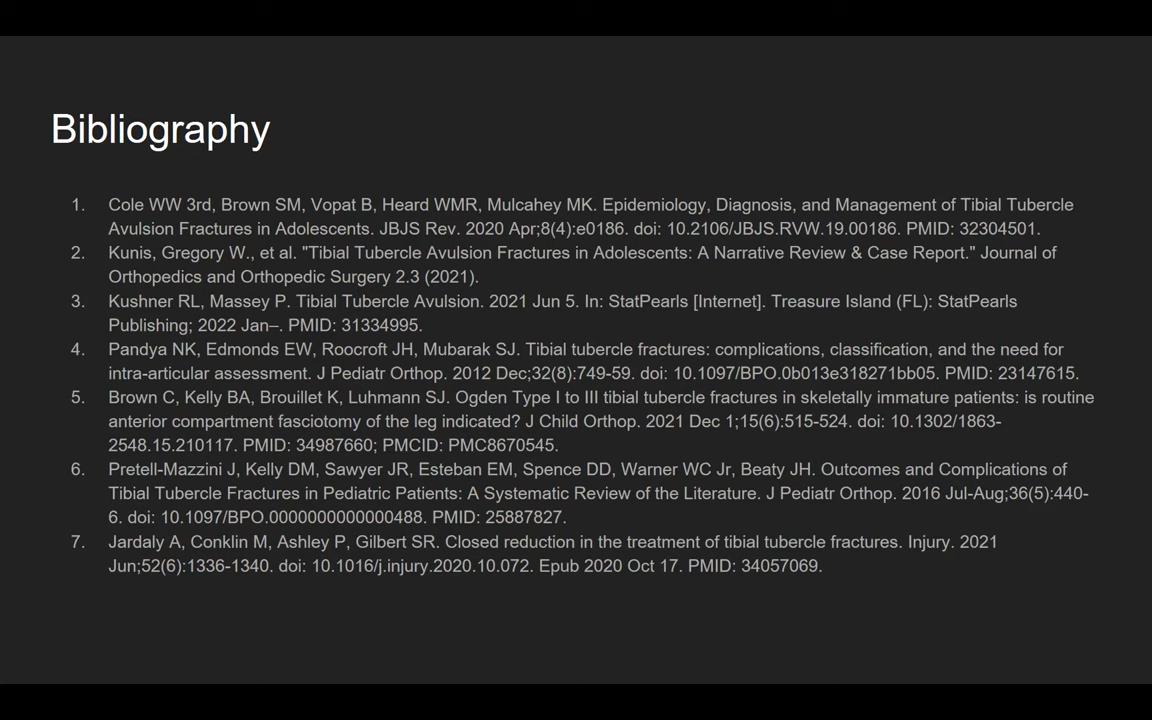 Bibliography
1. Cole WW 3rd, Brown SM, Vopat B, Heard WMR, Mulcahey MK. Epidemiology, Diagnosis, and Management of Tibial Tubercle
Avulsion Fractures in Adolescents. JBJS Rev. 2020 Apr;8(4):e0186. doi: 10.2106/JBJS.RVW.19.00186. PMID: 32304501.
2. Kunis, Gregory W., et al. "Tibial Tubercle Avulsion Fractures in Adolescents: A Narrative Review & Case Report." Journal of
Orthopedics and Orthopedic Surgery 2.3 (2021).
3. Kushner RL, Massey P. Tibial Tubercle Avulsion. 2021 Jun 5. In: StatPearls [Internet]. Treasure Island (FL): StatPearls
Publishing; 2022 Jan–. PMID: 31334995.
4. Pandya NK, Edmonds EW, Roocroft JH, Mubarak SJ. Tibial tubercle fractures: complications, classification, and the need for
intra-articular assessment. J Pediatr Orthop. 2012 Dec;32(8):749-59. doi: 10.1097/BPO.0b013e318271bb05. PMID: 23147615.
5. Brown C, Kelly BA, Brouillet K, Luhmann SJ. Ogden Type I to III tibial tubercle fractures in skeletally immature patients: is routine
anterior compartment fasciotomy of the leg indicated? J Child Orthop. 2021 Dec 1;15(6):515-524. doi: 10.1302/1863-
2548.15.210117. PMID: 34987660; PMCID: PMC8670545.
6. Pretell-Mazzini J, Kelly DM, Sawyer JR, Esteban EM, Spence DD, Warner WC Jr, Beaty JH. Outcomes and Complications of
Tibial Tubercle Fractures in Pediatric Patients: A Systematic Review of the Literature. J Pediatr Orthop. 2016 Jul-Aug;36(5):440-
6. doi: 10.1097/BPO.0000000000000488. PMID: 25887827.
7. Jardaly A, Conklin M, Ashley P, Gilbert SR. Closed reduction in the treatment of tibial tubercle fractures. Injury. 2021
Jun;52(6):1336-1340. doi: 10.1016/j.injury.2020.10.072. Epub 2020 Oct 17. PMID: 34057069.